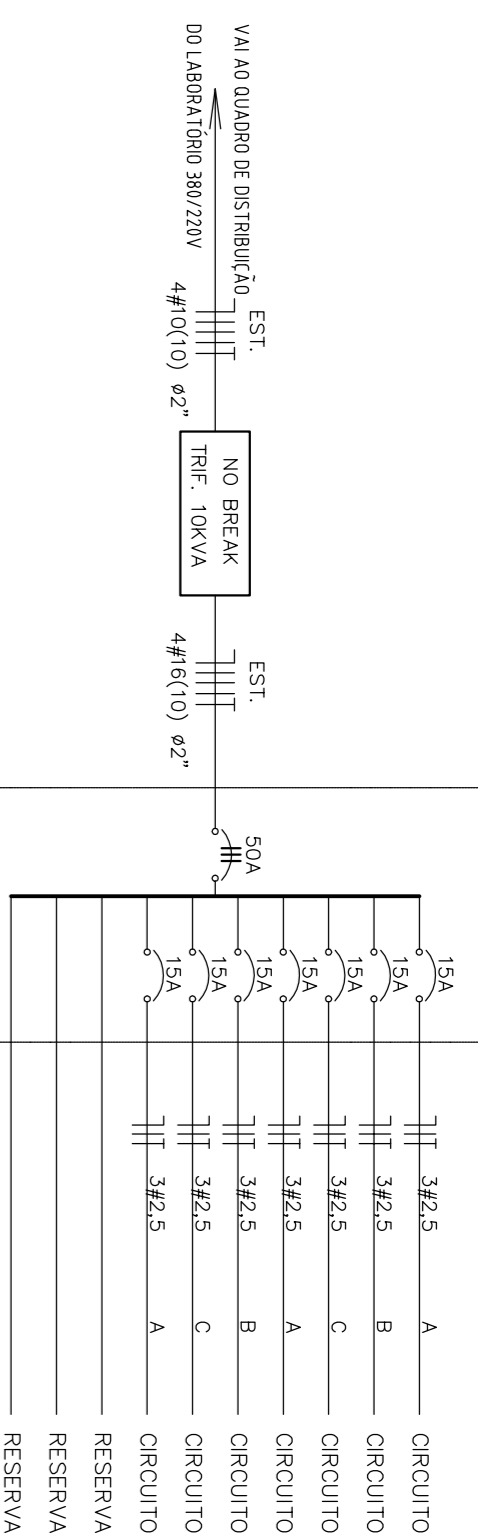 VAI AO QUADRO DE DISTRIBUIÇÃO
DO LABORATÓRIO 380/220V
EST.
4#10(10) ø2"
NO BREAK
TRIF. 10KVA
EST.
4#16(10) ø2"
50A
15A 3#2,5 A CIRCUITO
15A 3#2,5 B CIRCUITO
15A 3#2,5 C CIRCUITO
15A 3#2,5 A CIRCUITO
15A 3#2,5 B CIRCUITO
15A 3#2,5 C CIRCUITO
15A 3#2,5 A CIRCUITO
RESERVA
RESERVA
RESERVA